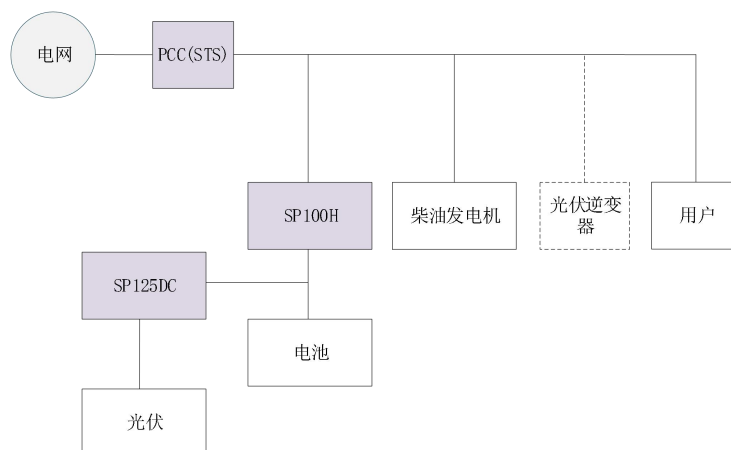 电网
PCC(STS)
SP100H
柴油发电机
光伏逆变
器
用户
SP125DC
电池
光伏